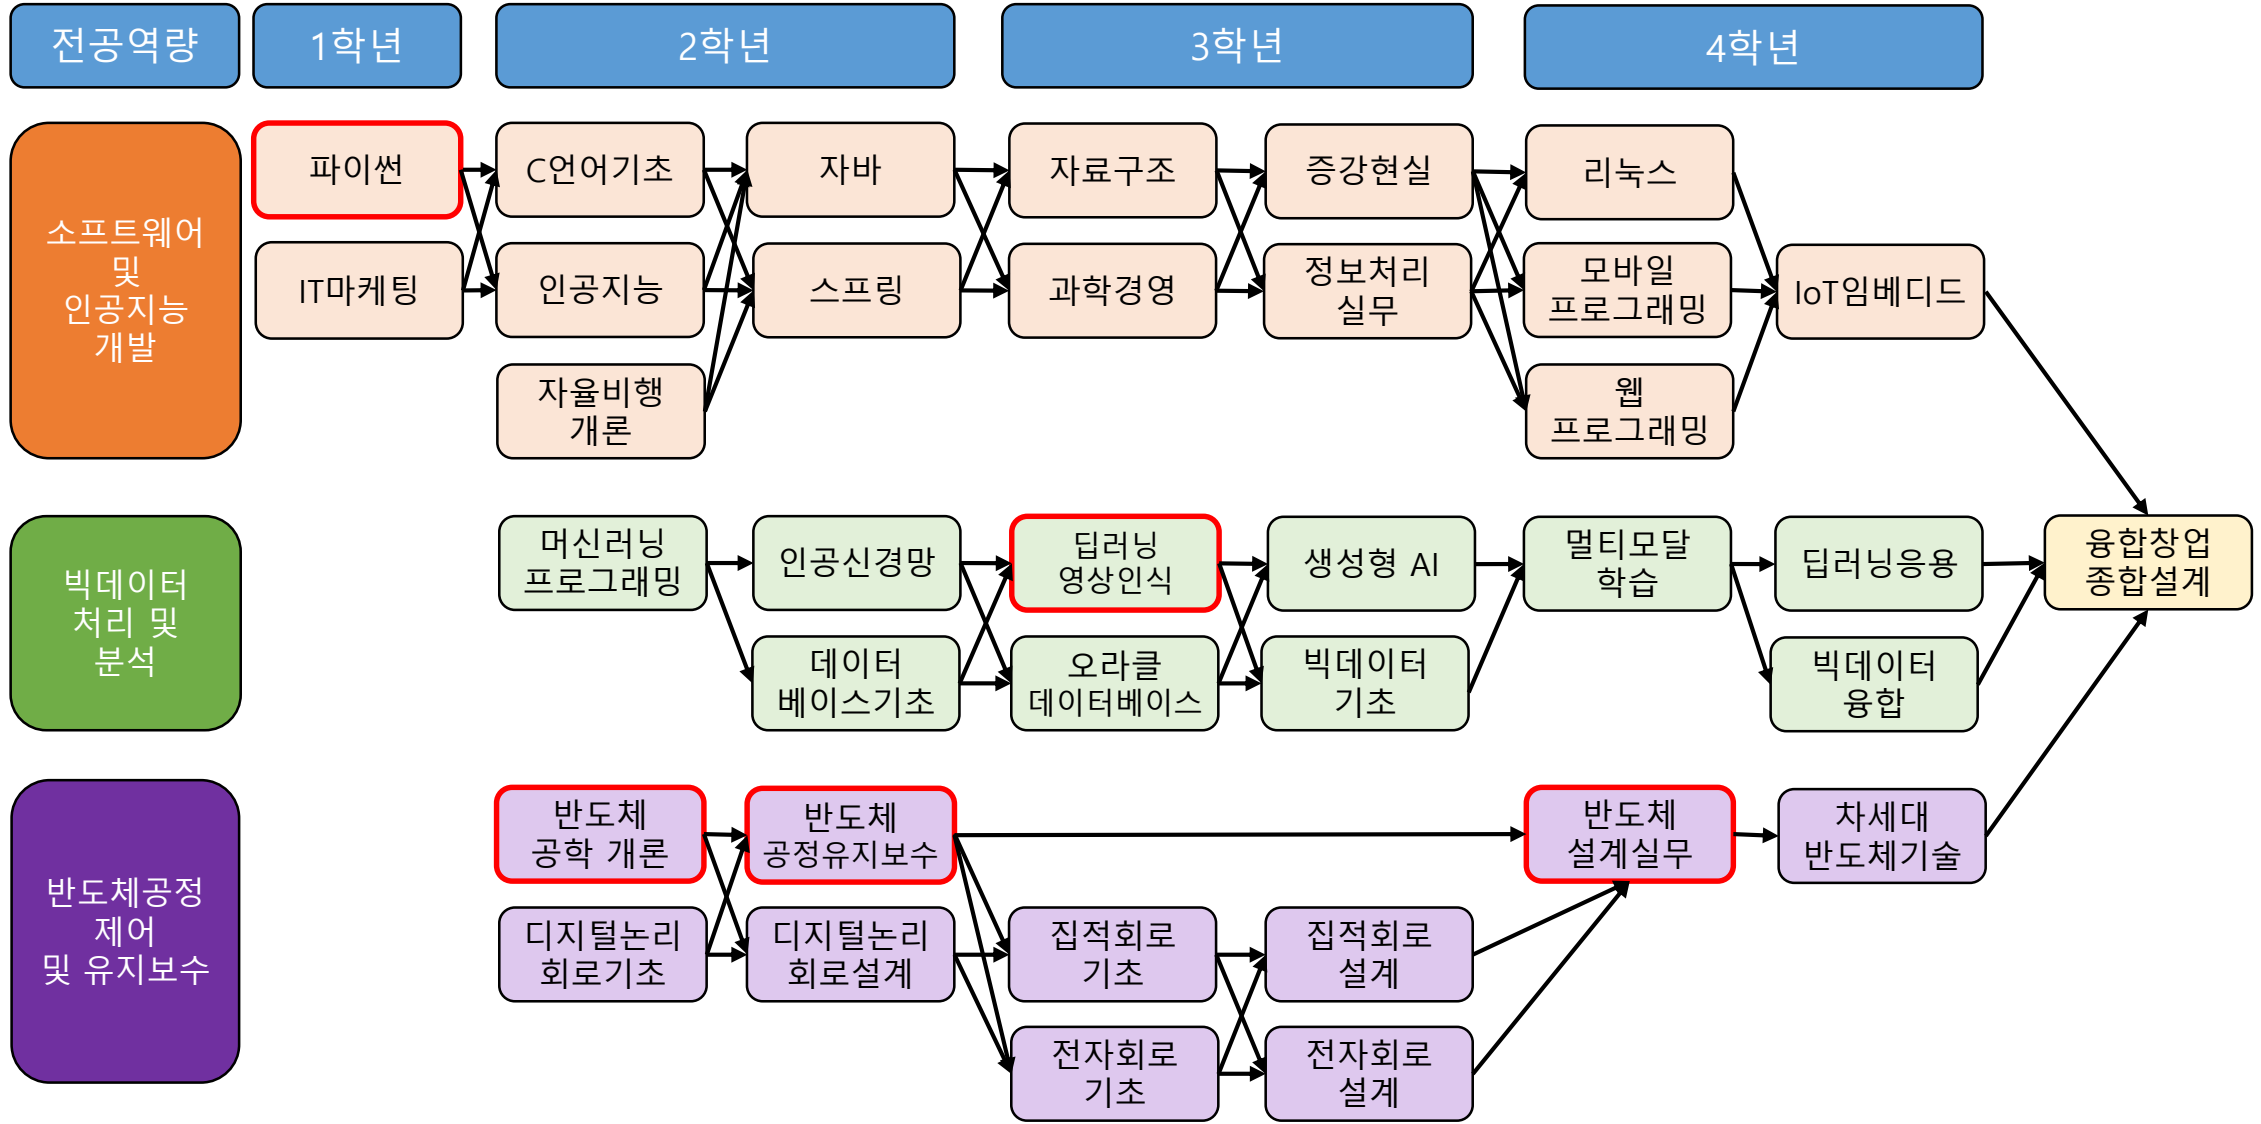 전공역량
1학년
2학년
3학년
4학년
소프트웨어
및
인공지능
개발
파이썬
IT마케팅
C언어기초
인공지능
자율비행
개론
자바
스프링
자료구조
과학경영
증강현실
정보처리
실무
리눅스
모바일
프로그래밍
웹
프로그래밍
IoT임베디드
빅데이터
처리 및
분석
머신러닝
프로그래밍
인공신경망
데이터
베이스기초
딥러닝
영상인식
오라클
데이터베이스
생성형 AI
빅데이터
기초
멀티모달
학습
딥러닝응용
빅데이터
융합
융합창업
종합설계
반도체공정
제어
및 유지보수
반도체
공학 개론
디지털논리
회로기초
반도체
공정유지보수
디지털논리
회로설계
집적회로
기초
전자회로
기초
집적회로
설계
전자회로
설계
반도체
설계실무
차세대
반도체기술